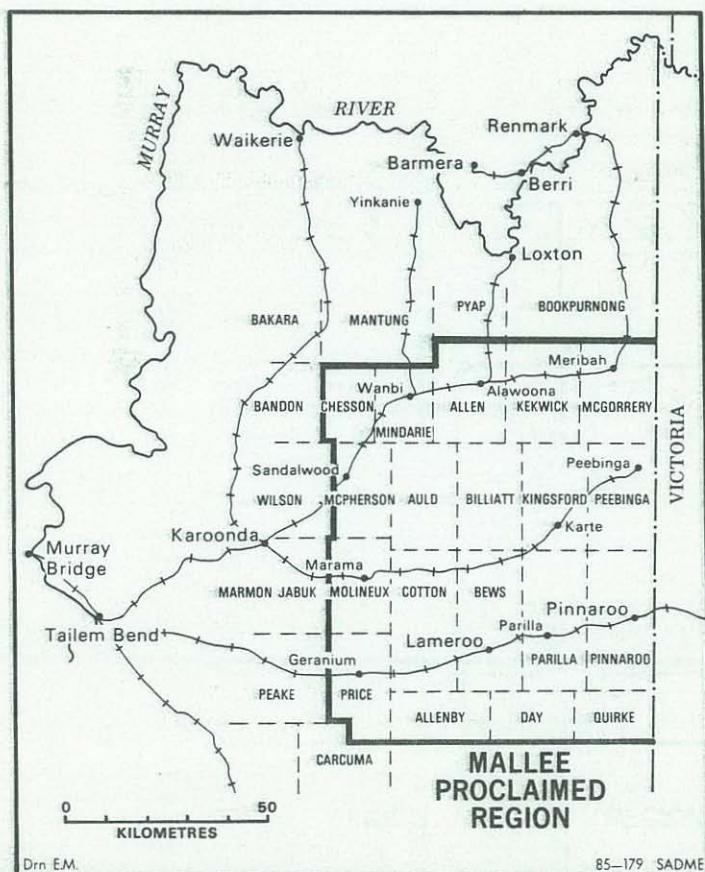 RIVER
MURRAY
Waikerie
Renmark
Barmera
Berri
Yinkanie
Loxton
BAKARA
MANTUNG
PYAP
BOOKPURNONG
Meribah
Wanbi
Alawoona
BANDON
CHESSON
ALLEN
KEKWICK
MCGORRERY
MINDARIE
VICTORIA
Sandalwood
Peebinga
WILSON
MCPHERSON
AULD
BILLIATT
KINGSFORD
PEEBINGA
Karoonda
Karte
Murray
Bridge
Marama
MARMON JABUK
MOLINEUX
COTTON
BEWS
Pinnaroo
Parilla
Tailem Bend
Lameroo
Geranium
PARILLA
PINNAROO
PEAKE
PRICE
ALLENBY
DAY
QUIRKE
CARCUMA
MALLEE
PROCLAIMED
REGION
0 50
KILOMETRES
Drn E.M.
85—179 SADME